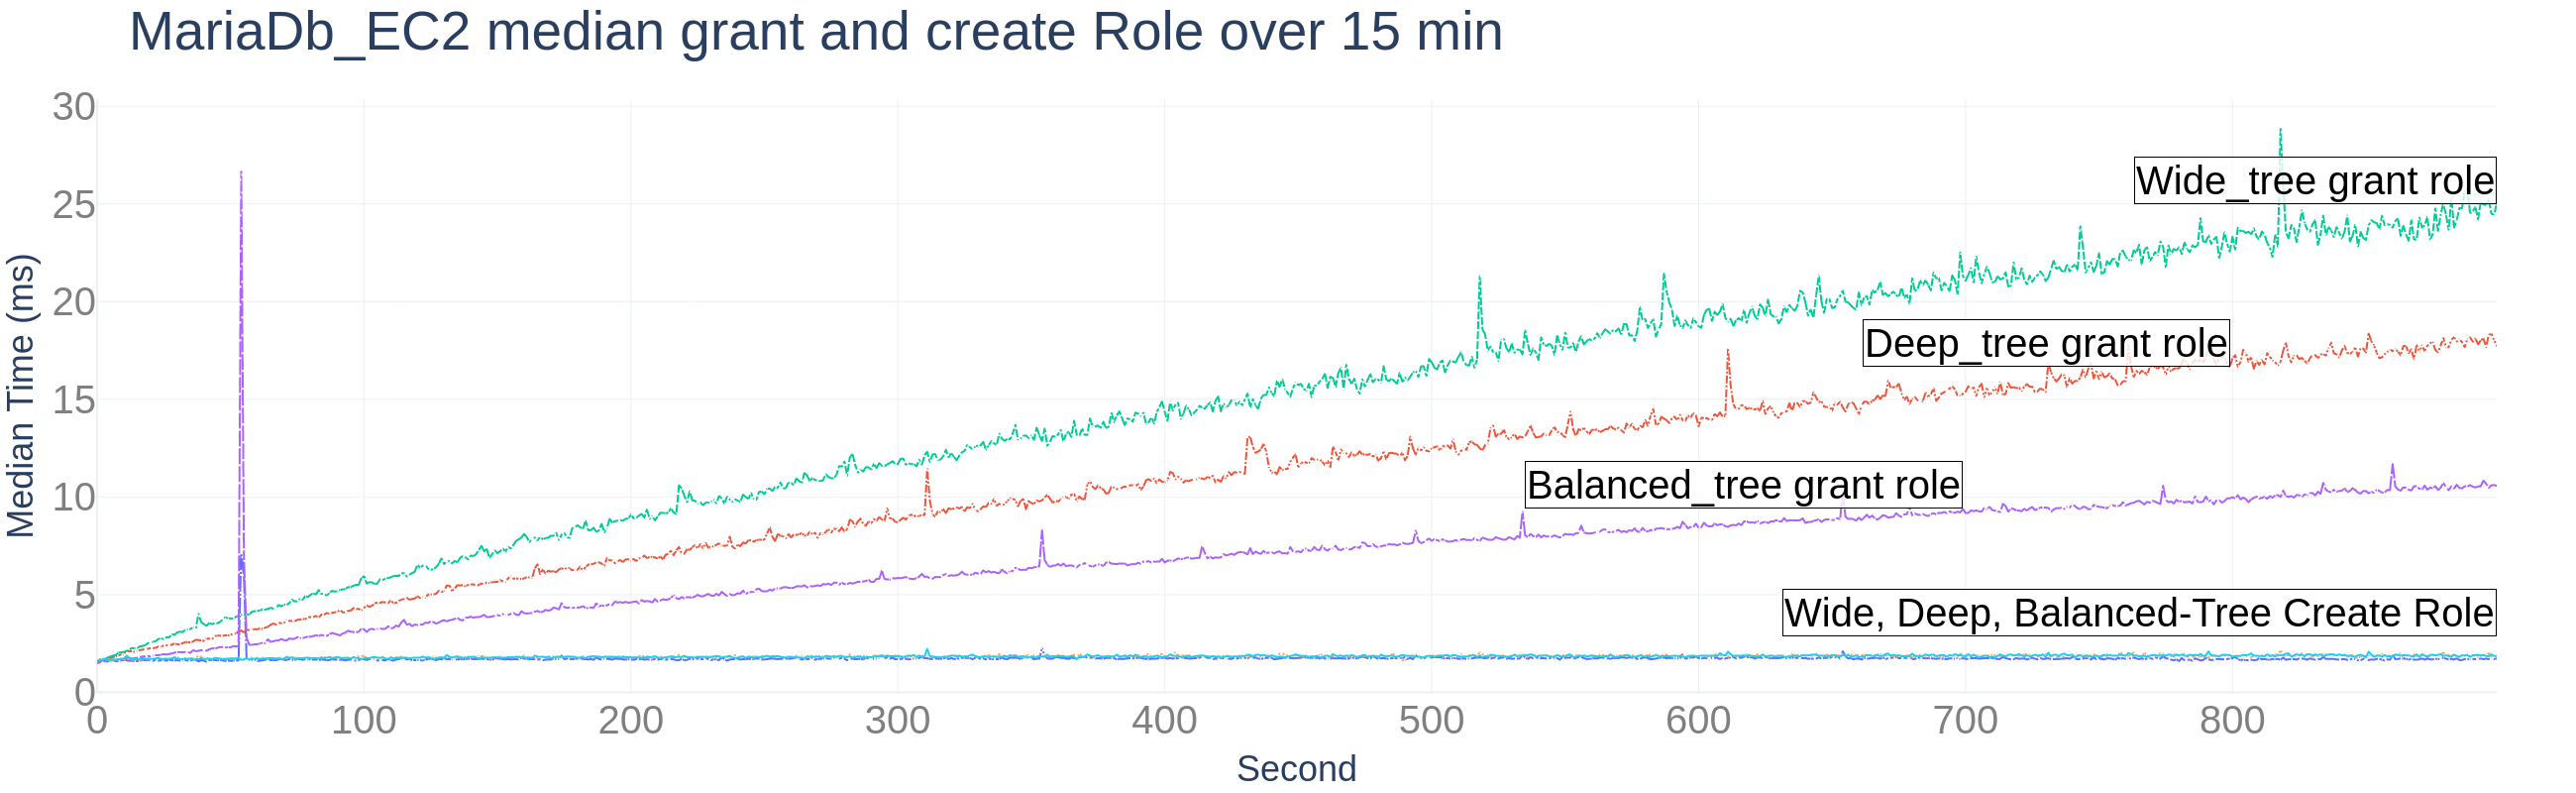 MariaDb_EC2 median grant and create Role over 15 min
30
25
20
15
10
5
0
Median Time (ms)
Wide_tree grant role
Deep_tree grant role
Balanced_tree grant role
Wide, Deep, Balanced-Tree Create Role
0 100 200 300 400 500 600 700 800
Second